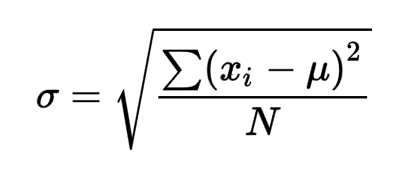 σ = √(∑(xᵢ − μ)² / N)